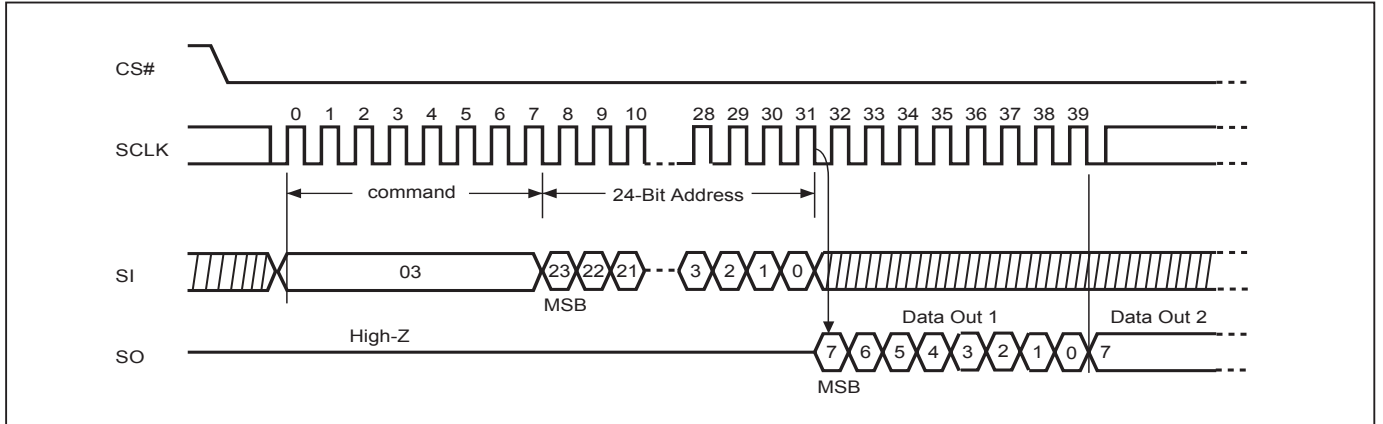 CS#
0 1 2 3 4 5 6 7 8 9 10 28 29 30 31 32 33 34 35 36 37 38 39
SCLK
command 24-Bit Address
SI 03 23 22 21 3 2 1 0
MSB
High-Z Data Out 1 Data Out 2
SO 7 6 5 4 3 2 1 0 7
MSB